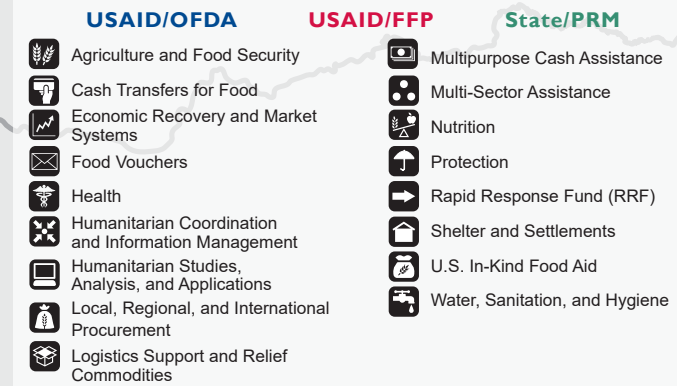 USAID/OFDA USAID/FFP State/PRM
Agriculture and Food Security
Cash Transfers for Food
Economic Recovery and Market
Systems
Food Vouchers
Health
Humanitarian Coordination
and Information Management
Humanitarian Studies,
Analysis, and Applications
Local, Regional, and International
Procurement
Logistics Support and Relief
Commodities
Multipurpose Cash Assistance
Multi-Sector Assistance
Nutrition
Protection
Rapid Response Fund (RRF)
Shelter and Settlements
U.S. In-Kind Food Aid
Water, Sanitation, and Hygiene